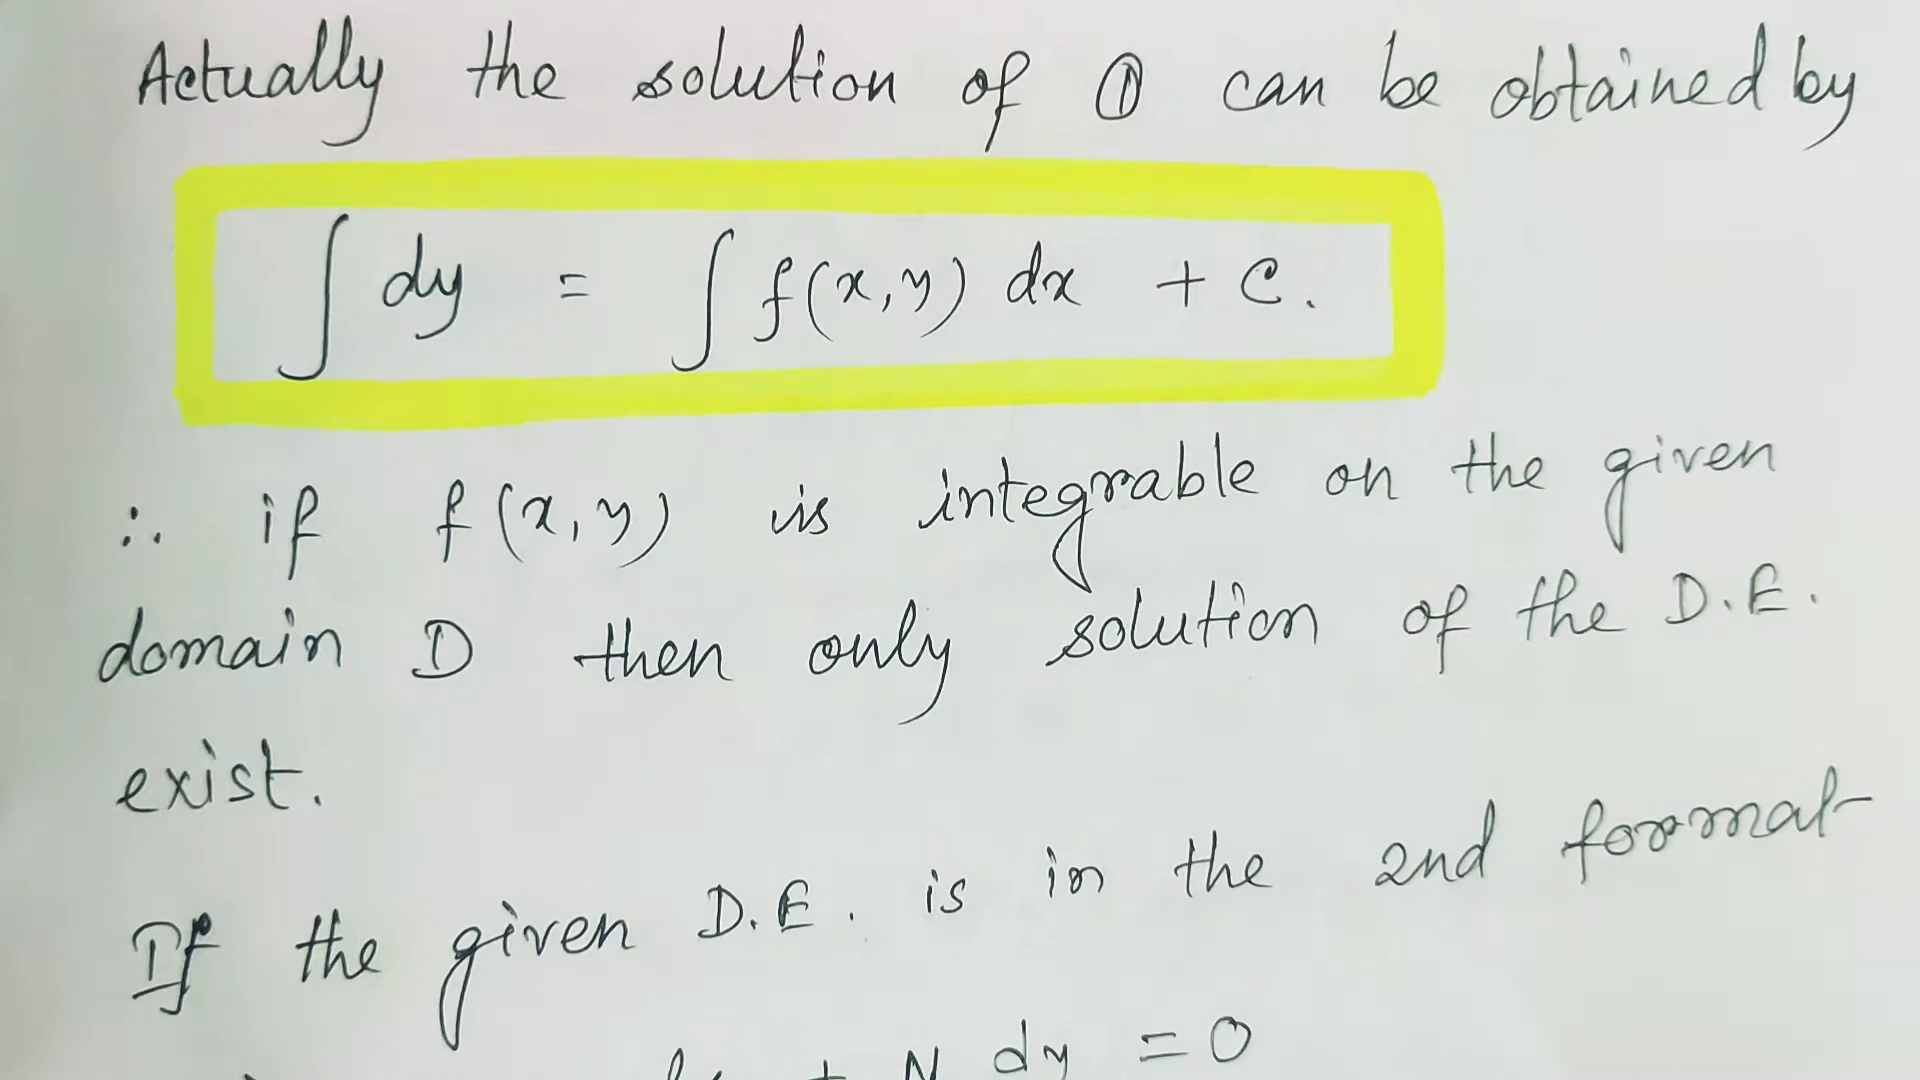 Actually the solution of ① can be obtained by
∫ dy = ∫ f(x,y) dx + C.
∴ if f(x,y) is integrable on the given
domain D then only solution of the D.E.
exist.
If the given D.E. is in the 2nd format
+ N dy = 0